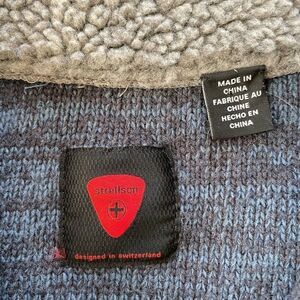 MADE IN
CHINA
FABRIQUE AU
CHINE
HECHO EN
CHINA
strellson
designed in switzerland